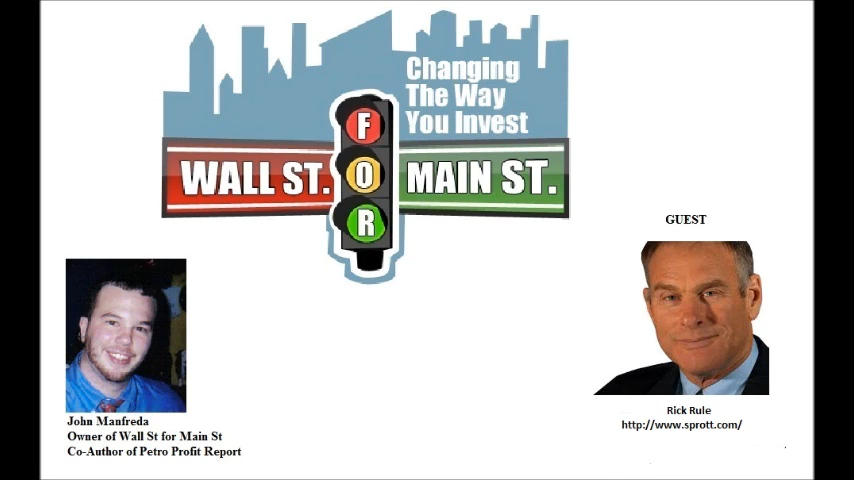 Changing
The Way
You Invest
WALL ST. FOR MAIN ST.
GUEST
John Manfreda
Owner of Wall St for Main St
Co-Author of Petro Profit Report
Rick Rule
http://www.sprott.com/